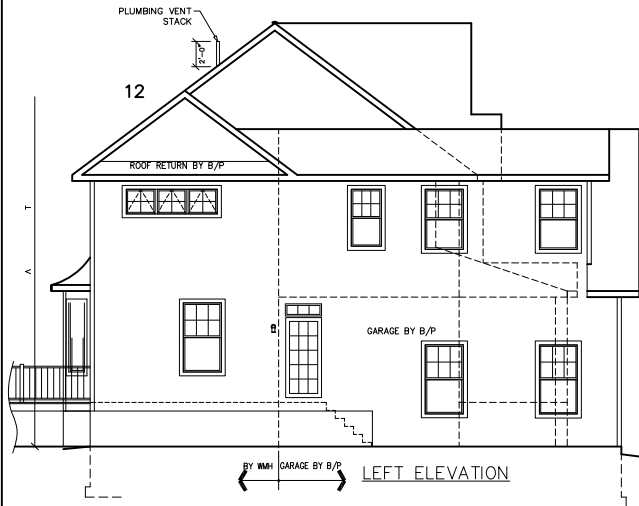 PLUMBING VENT
STACK
2'-0"
12
ROOF RETURN BY B/P
GARAGE BY B/P
BY WMH GARAGE BY B/P
LEFT ELEVATION